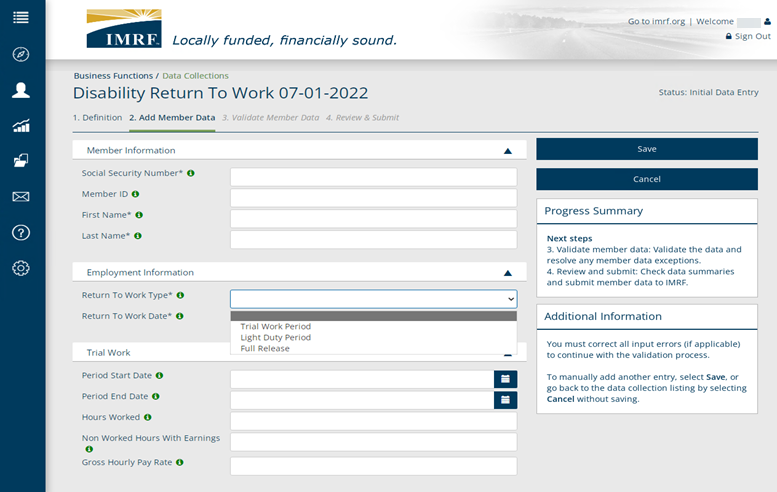 IMRF
Locally funded, financially sound.
Go to imrf.org | Welcome
Sign Out
Business Functions / Data Collections
Disability Return To Work 07-01-2022
Status: Initial Data Entry
1. Definition 2. Add Member Data 3. Validate Member Data 4. Review & Submit
Member Information
Social Security Number*
Member ID
First Name*
Last Name*
Employment Information
Return To Work Type*
Return To Work Date*
Trial Work Period
Light Duty Period
Full Release
Trial Work
Period Start Date
Period End Date
Hours Worked
Non Worked Hours With Earnings
Gross Hourly Pay Rate
Save
Cancel
Progress Summary
Next steps
3. Validate member data: Validate the data and
resolve any member data exceptions.
4. Review and submit: Check data summaries
and submit member data to IMRF.
Additional Information
You must correct all input errors (if applicable)
to continue with the validation process.
To manually add another entry, select Save, or
go back to the data collection listing by selecting
Cancel without saving.